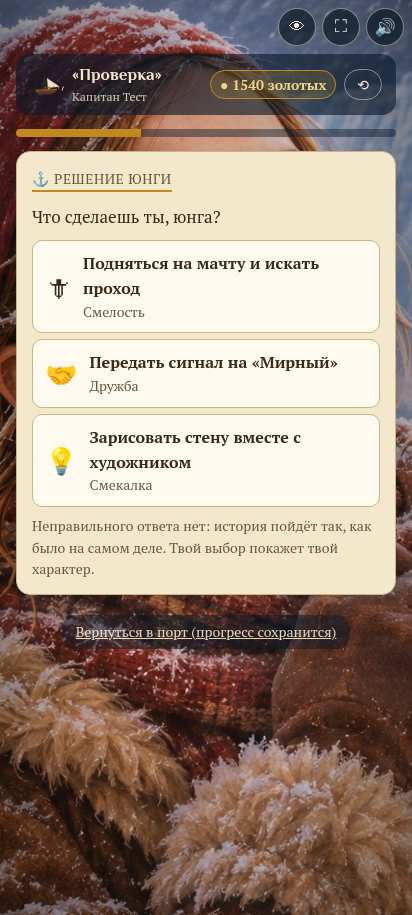 «Проверка»
Капитан Тест
● 1540 золотых
⚓ РЕШЕНИЕ ЮНГИ
Что сделаешь ты, юнга?
Подняться на мачту и искать
проход
Смелость
Передать сигнал на «Мирный»
Дружба
Зарисовать стену вместе с
художником
Смекалка
Неправильного ответа нет: история пойдёт так, как
было на самом деле. Твой выбор покажет твой
характер.
Вернуться в порт (прогресс сохранится)